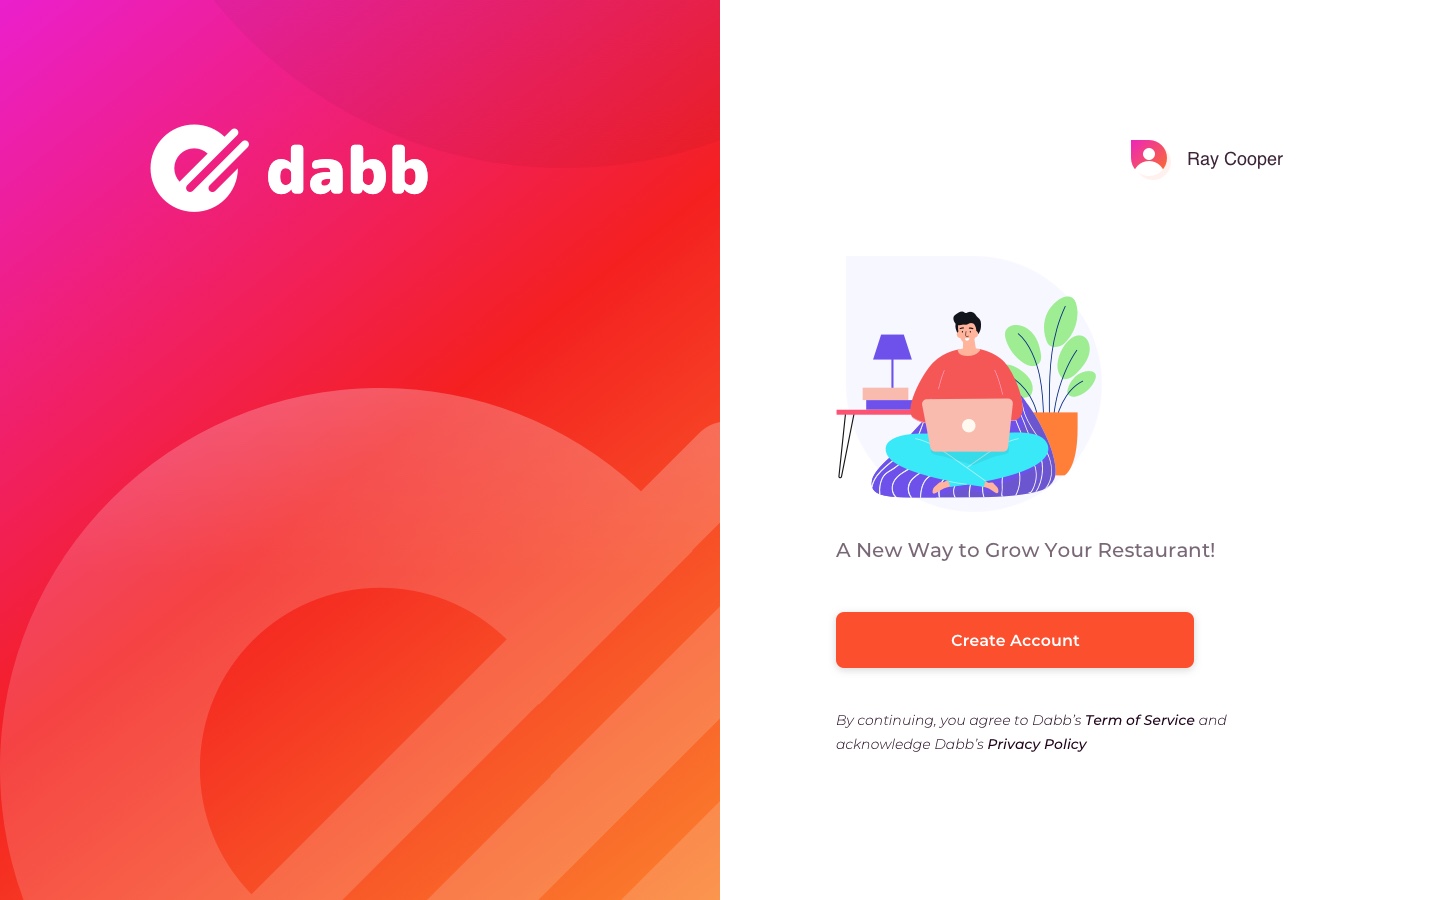 dabb
Ray Cooper
A New Way to Grow Your Restaurant!
Create Account
By continuing, you agree to Dabb's Term of Service and
acknowledge Dabb's Privacy Policy